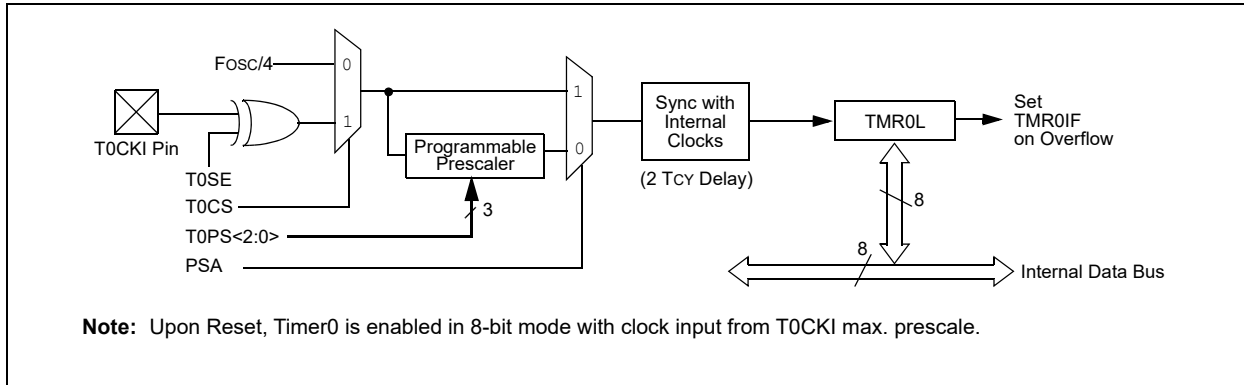 FOSC/4
0
1
T0CKI Pin
T0SE
T0CS
T0PS<2:0>
PSA
Programmable
Prescaler
3
1
0
Sync with
Internal
Clocks
(2 TCY Delay)
TMR0L
Set
TMR0IF
on Overflow
8
8
Internal Data Bus
Note: Upon Reset, Timer0 is enabled in 8-bit mode with clock input from T0CKI max. prescale.